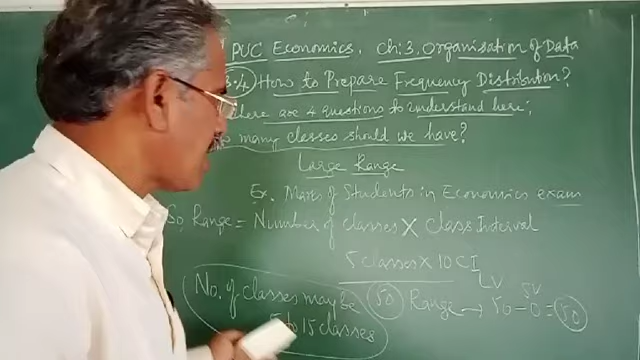 PUC Economics. Ch:3. Organisation of Data
3.4) How to Prepare Frequency Distribution?
There are 4 questions to understand here;
many classes should we have?
Large Range
Ex. Marks of Students in Economics exam
So, Range = Number of classes X Class Interval
5 classes X 10 CI
No. of classes may be 5 to 15 classes
50 Range → 50 - 0 = 50
LV SV